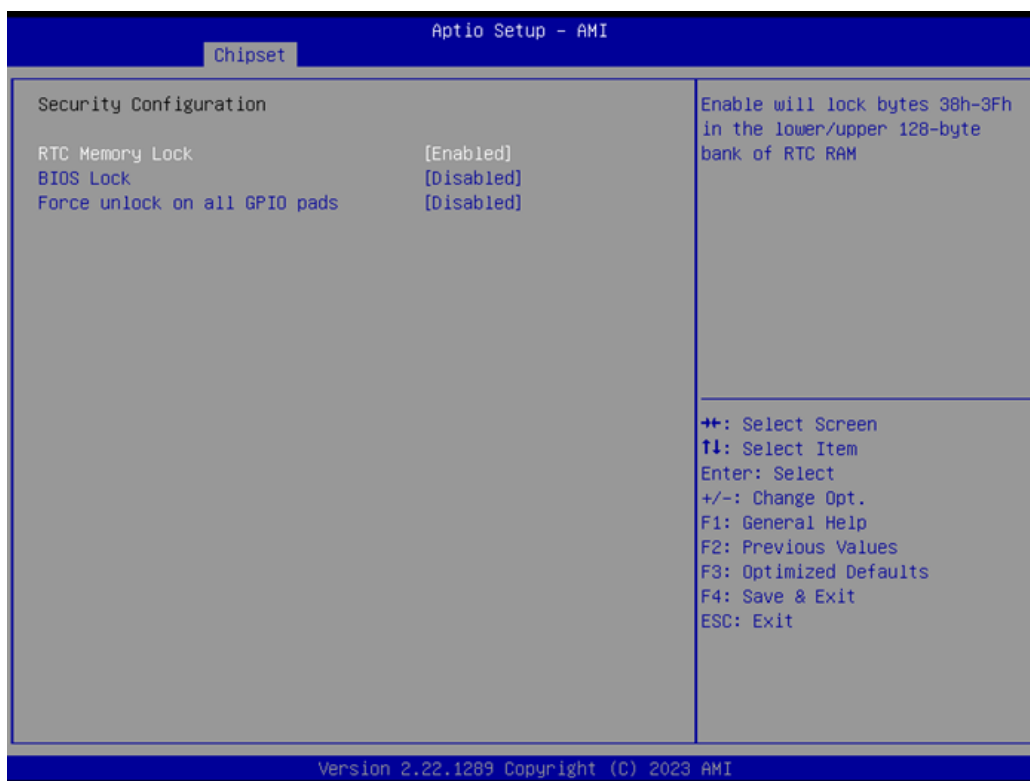 Aptio Setup – AMI
Chipset
Security Configuration
RTC Memory Lock [Enabled]
BIOS Lock [Disabled]
Force unlock on all GPIO pads [Disabled]
Enable will lock bytes 38h-3Fh
in the lower/upper 128-byte
bank of RTC RAM
→←: Select Screen
↑↓: Select Item
Enter: Select
+/-: Change Opt.
F1: General Help
F2: Previous Values
F3: Optimized Defaults
F4: Save & Exit
ESC: Exit
Version 2.22.1289 Copyright (C) 2023 AMI